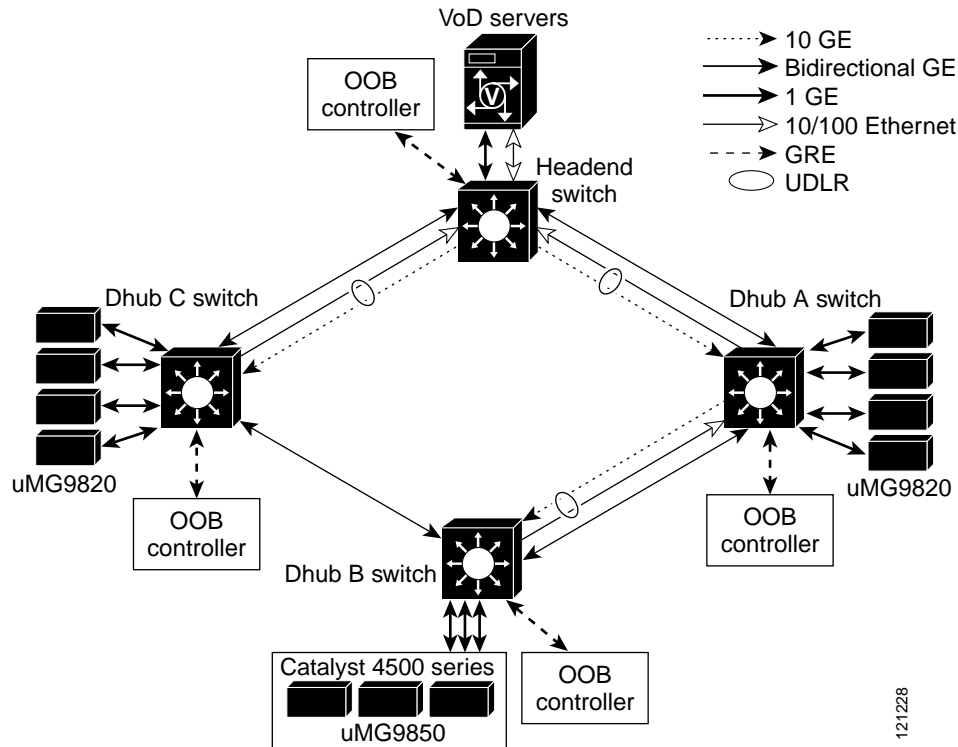 VoD servers
OOB
controller
V
Headend
switch
10 GE
Bidirectional GE
1 GE
10/100 Ethernet
GRE
UDLR
Dhub C switch
Dhub A switch
uMG9820
uMG9820
OOB
controller
OOB
controller
Dhub B switch
Catalyst 4500 series
uMG9850
OOB
controller
121228